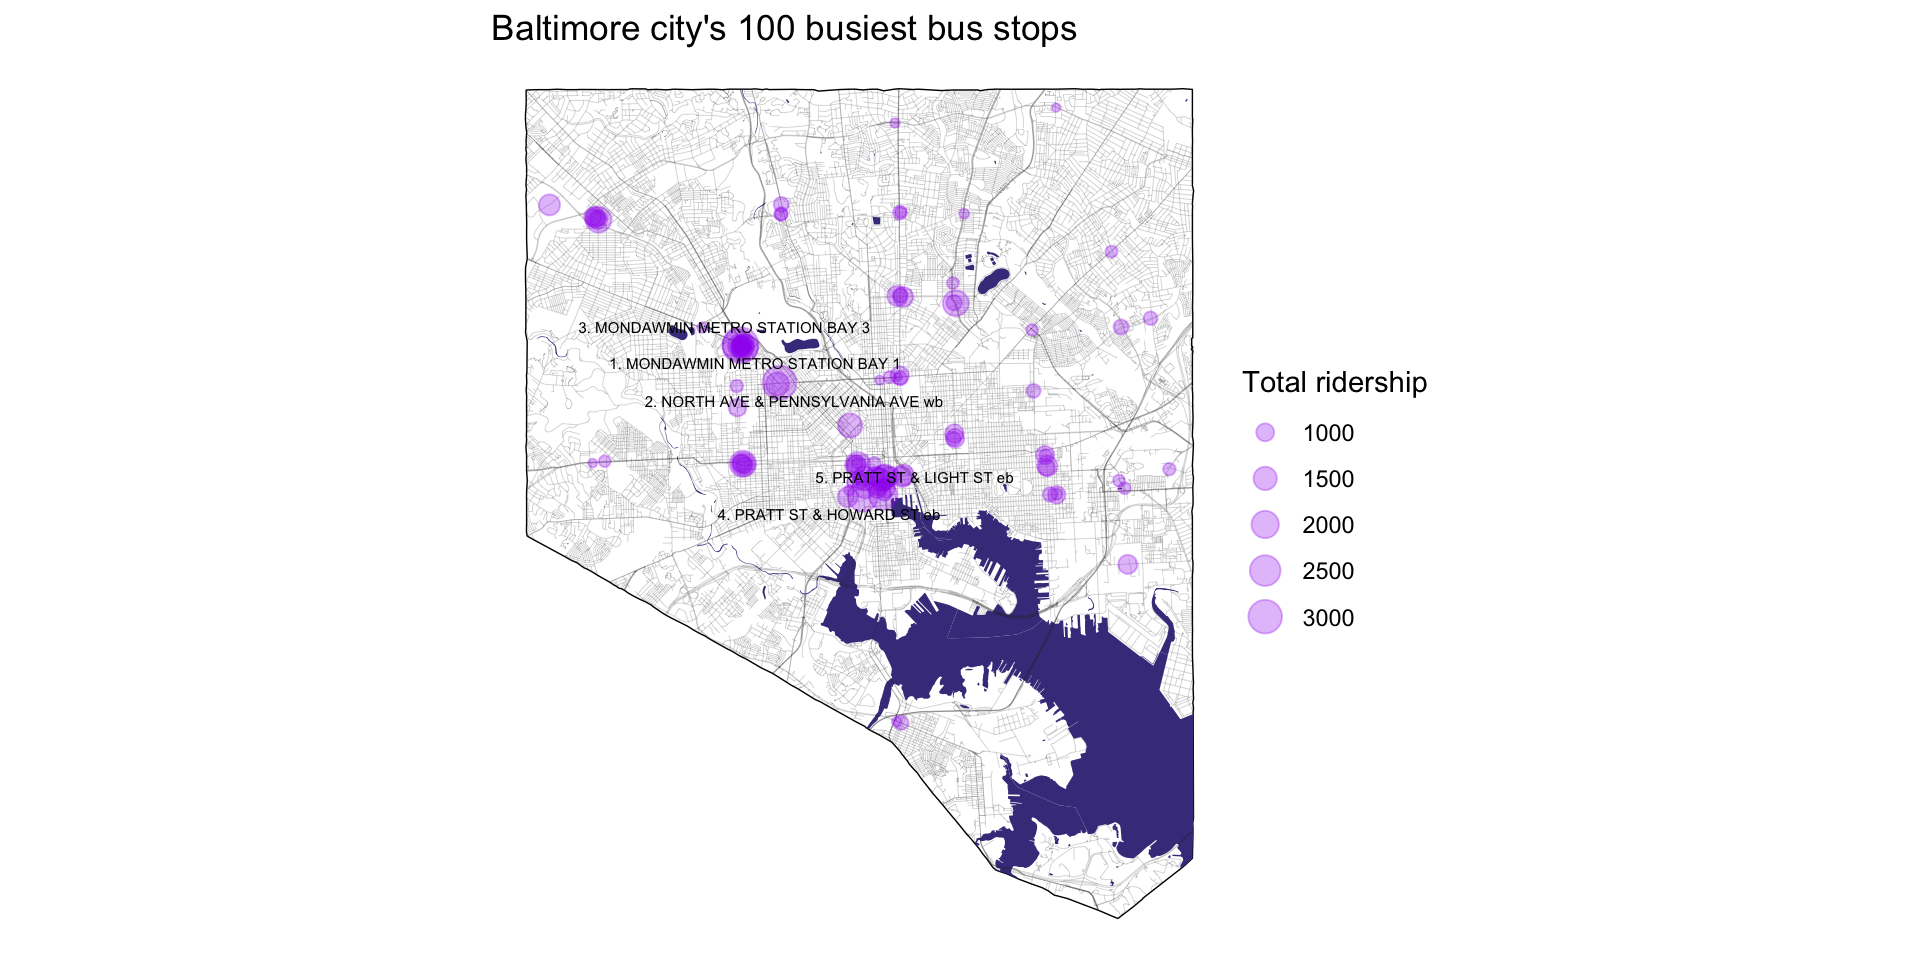 Baltimore city's 100 busiest bus stops
3. MONDAWMIN METRO STATION BAY 3
1. MONDAWMIN METRO STATION BAY 1
2. NORTH AVE & PENNSYLVANIA AVE wb
5. PRATT ST & LIGHT ST eb
4. PRATT ST & HOWARD ST eb
Total ridership
1000
1500
2000
2500
3000